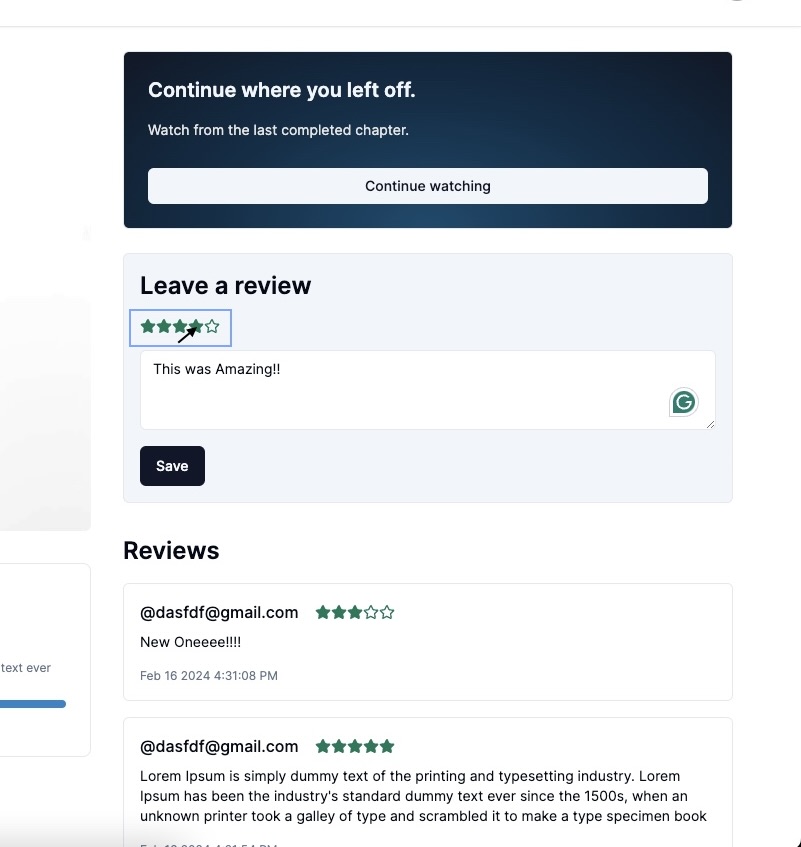 Continue where you left off.
Watch from the last completed chapter.
Continue watching
Leave a review
This was Amazing!!
Save
Reviews
@dasfdf@gmail.com
New Oneeee!!!!
Feb 16 2024 4:31:08 PM
text ever
@dasfdf@gmail.com
Lorem Ipsum is simply dummy text of the printing and typesetting industry. Lorem
Ipsum has been the industry's standard dummy text ever since the 1500s, when an
unknown printer took a galley of type and scrambled it to make a type specimen book